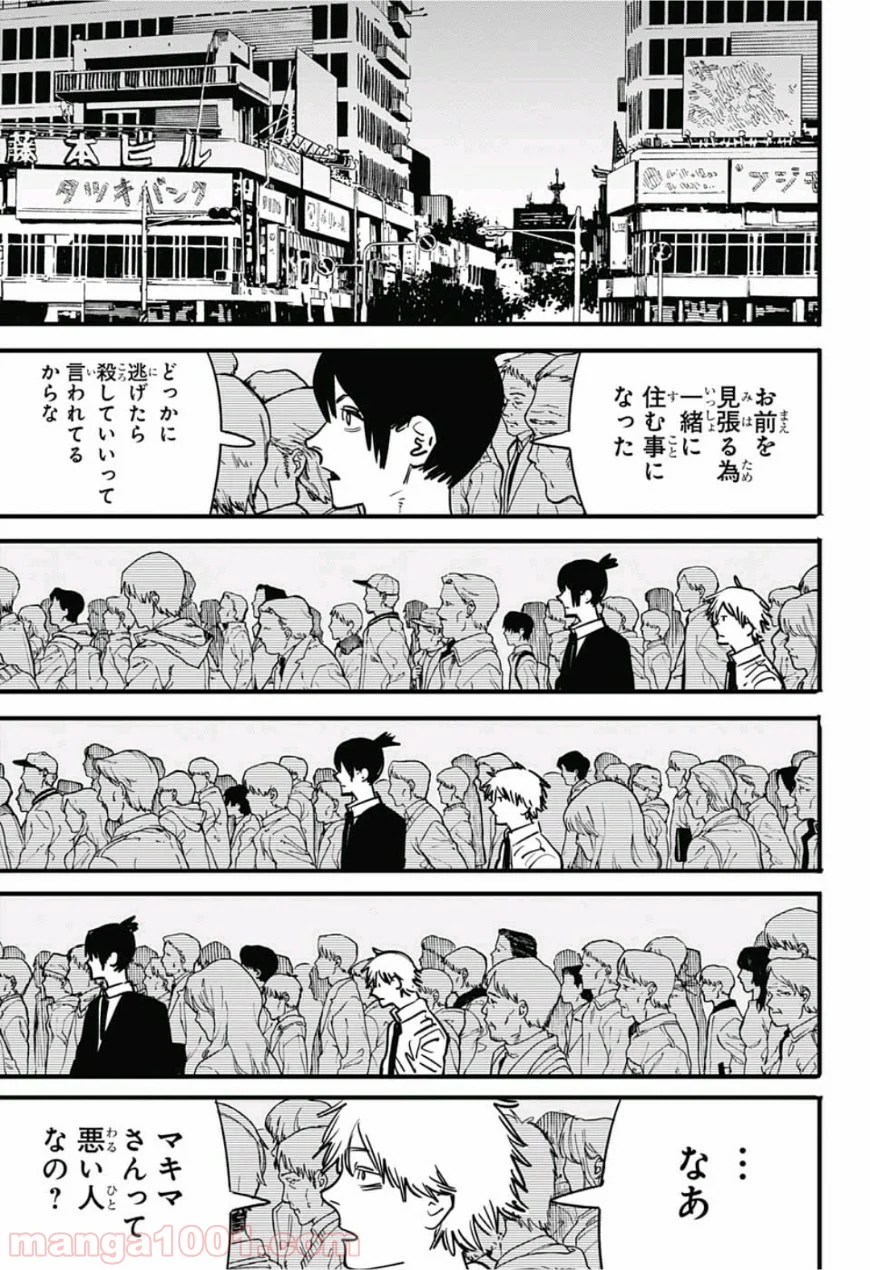 藤本ビル
タツキバンク
フジモ
お前を
見張る為
一緒に
住む事に
なった
どっかに
逃げたら
殺していいって
言われてる
からな
…
なあ
マキマ
さんって
悪い人
なの?
manga1001.com